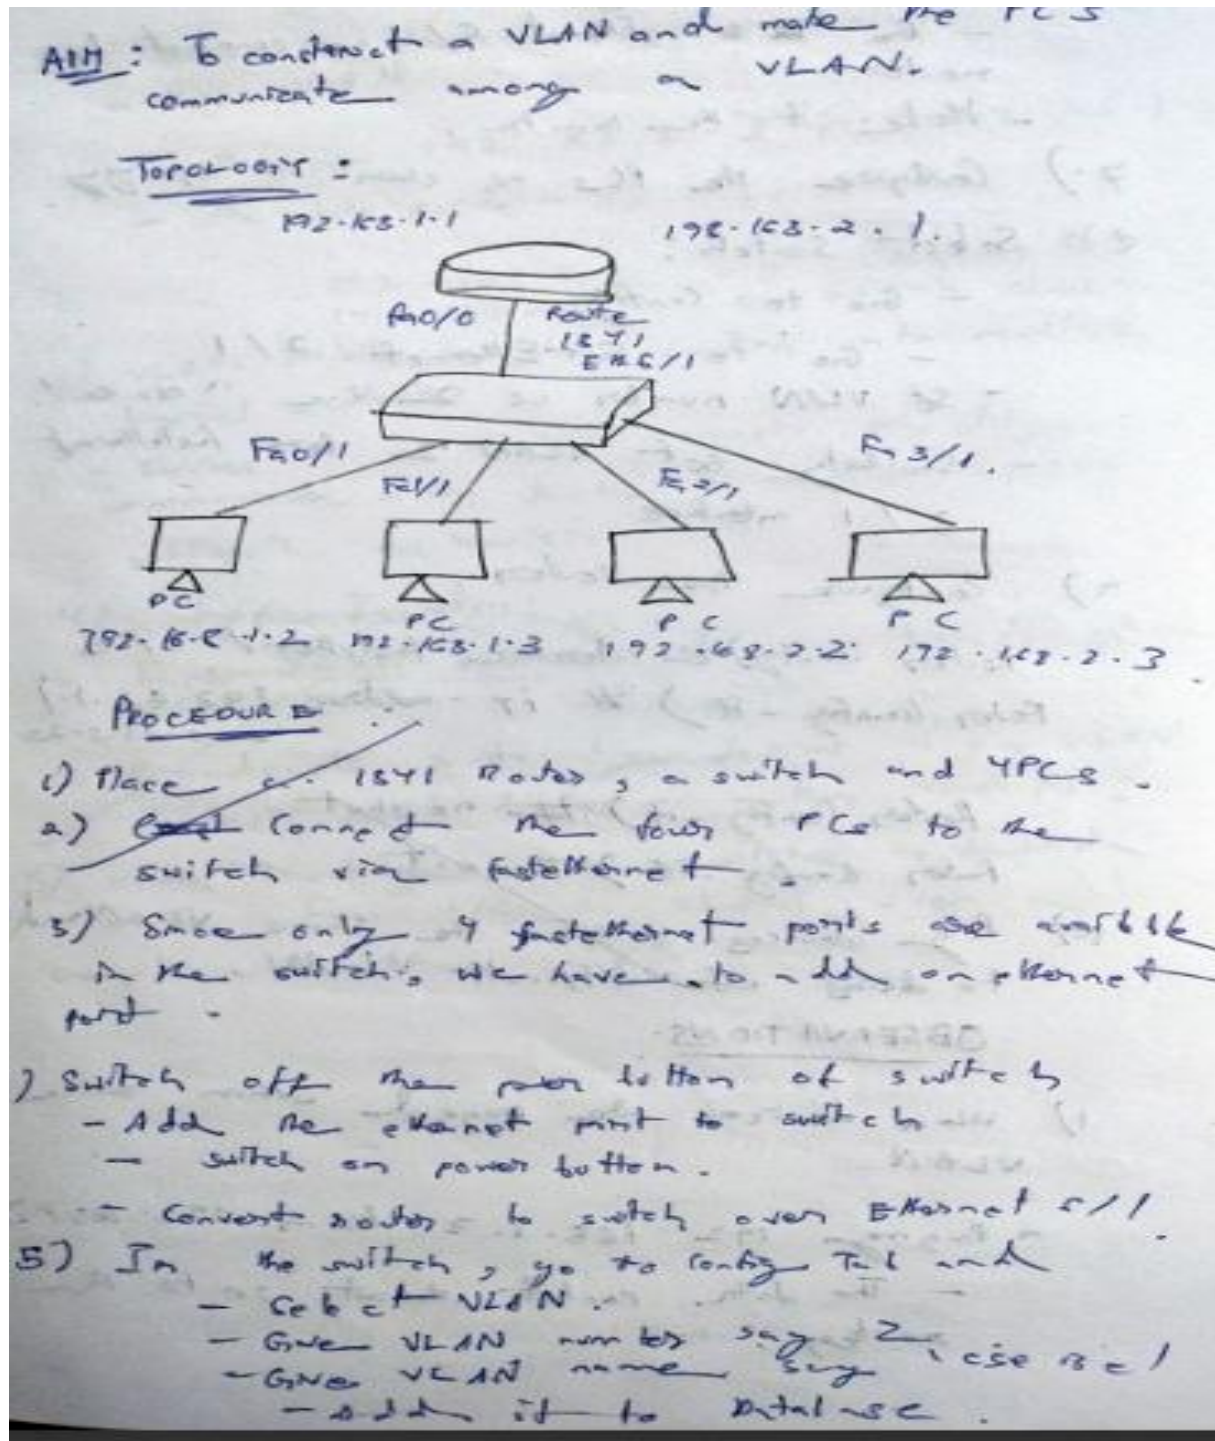 AIM : To construct a VLAN and make the PCS
communicate among a VLAN.
TOPOLOGY :
192.168.1.1 192.168.2.1.
Fa0/0 Route
1841
Eth6/1
Fa0/1 Fa1/1 Fa2/1 Fa3/1.
PC PC PC PC
192.168.1.2 192.168.1.3 192.168.2.2 192.168.2.3
PROCEDURE :
1) Place 1841 Router, a switch and 4PCs.
2) Connect the four PCs to the
switch via fastethernet.
3) Since only 4 fastethernet points are available
in the switch, we have to add an ethernet
port.
) Switch off the power button of switch
- Add the ethernet point to switch
- switch on power button.
- Convert router to switch over Ethernet 6/1.
5) In the switch, go to Config Tab and
- Select VLAN.
- Give VLAN number say 2
- Give VLAN name say
- Add it to Database.